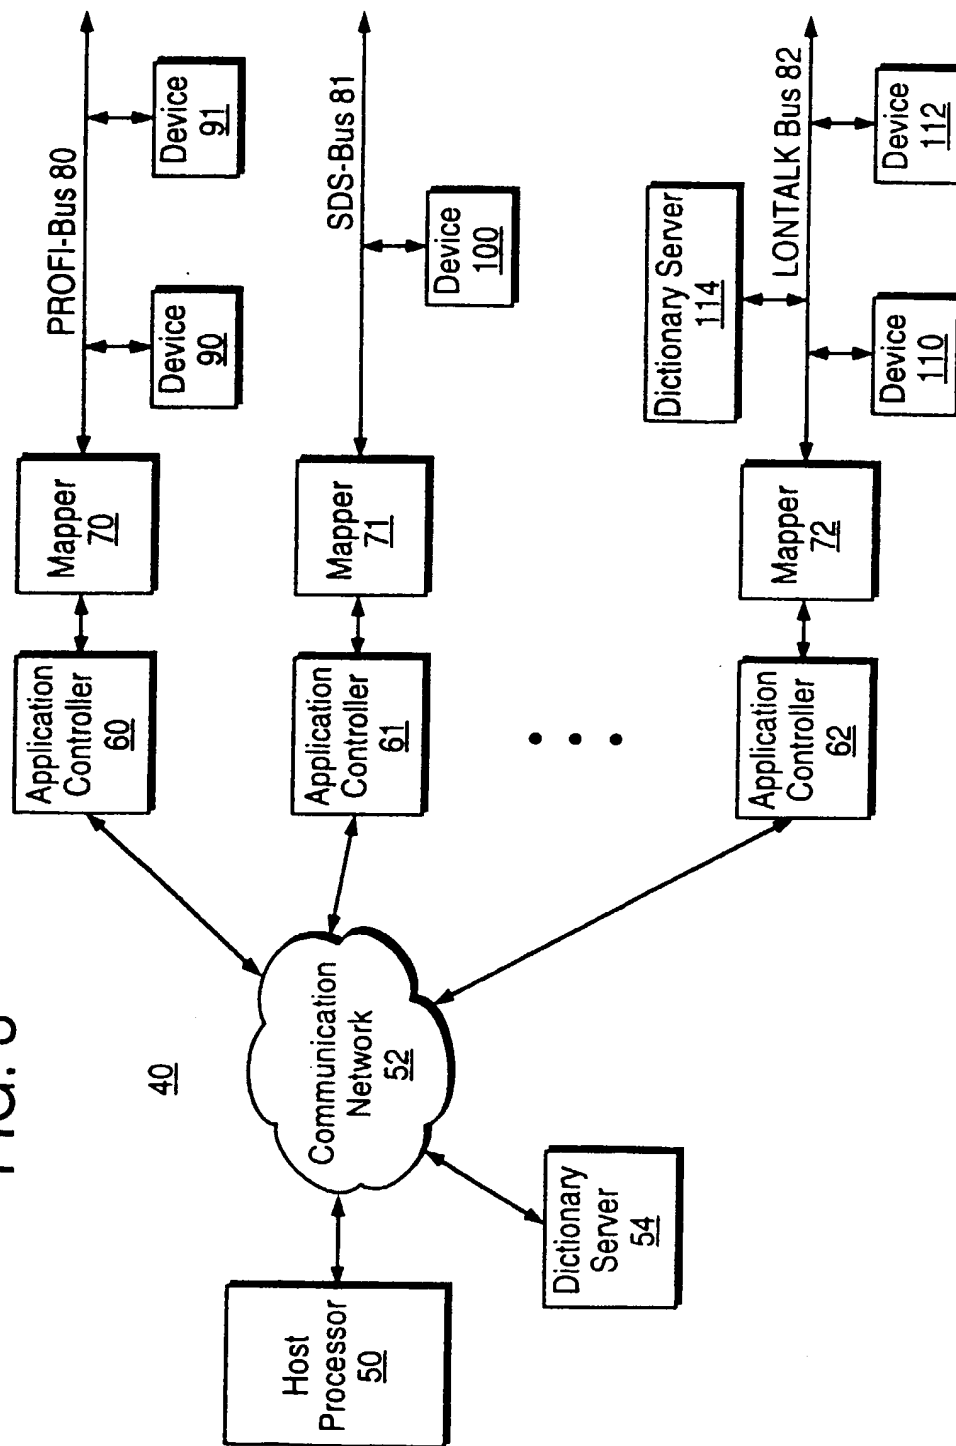 FIG.
40
Host
Processor
50
Communication
Network
52
Dictionary
Server
54
Application
Controller
60
Mapper
70
PROFI-Bus 80
Device
90
Device
91
Application
Controller
61
Mapper
71
SDS-Bus 81
Device
100
Application
Controller
62
Mapper
72
Dictionary Server
114
LONTALK Bus 82
Device
110
Device
112